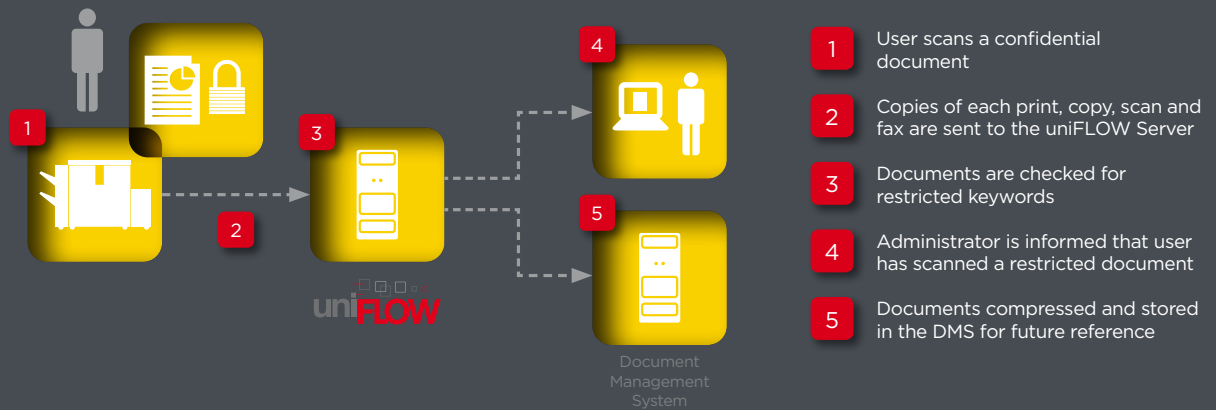 1
2
3
uniFLOW
4
5
Document
Management
System
1
User scans a confidential
document
2
Copies of each print, copy, scan and
fax are sent to the uniFLOW Server
3
Documents are checked for
restricted keywords
4
Administrator is informed that user
has scanned a restricted document
5
Documents compressed and stored
in the DMS for future reference